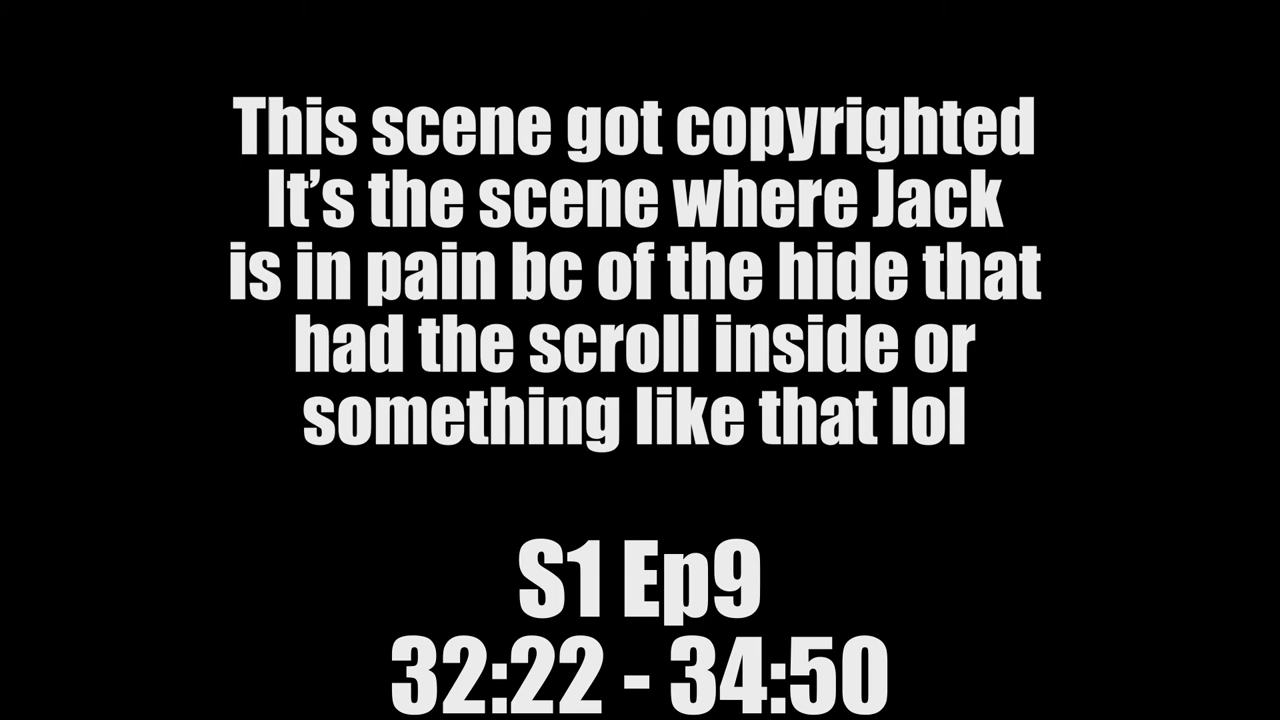 This scene got copyrighted
It’s the scene where Jack
is in pain bc of the hide that
had the scroll inside or
something like that lol
S1 Ep9
32:22 - 34:50